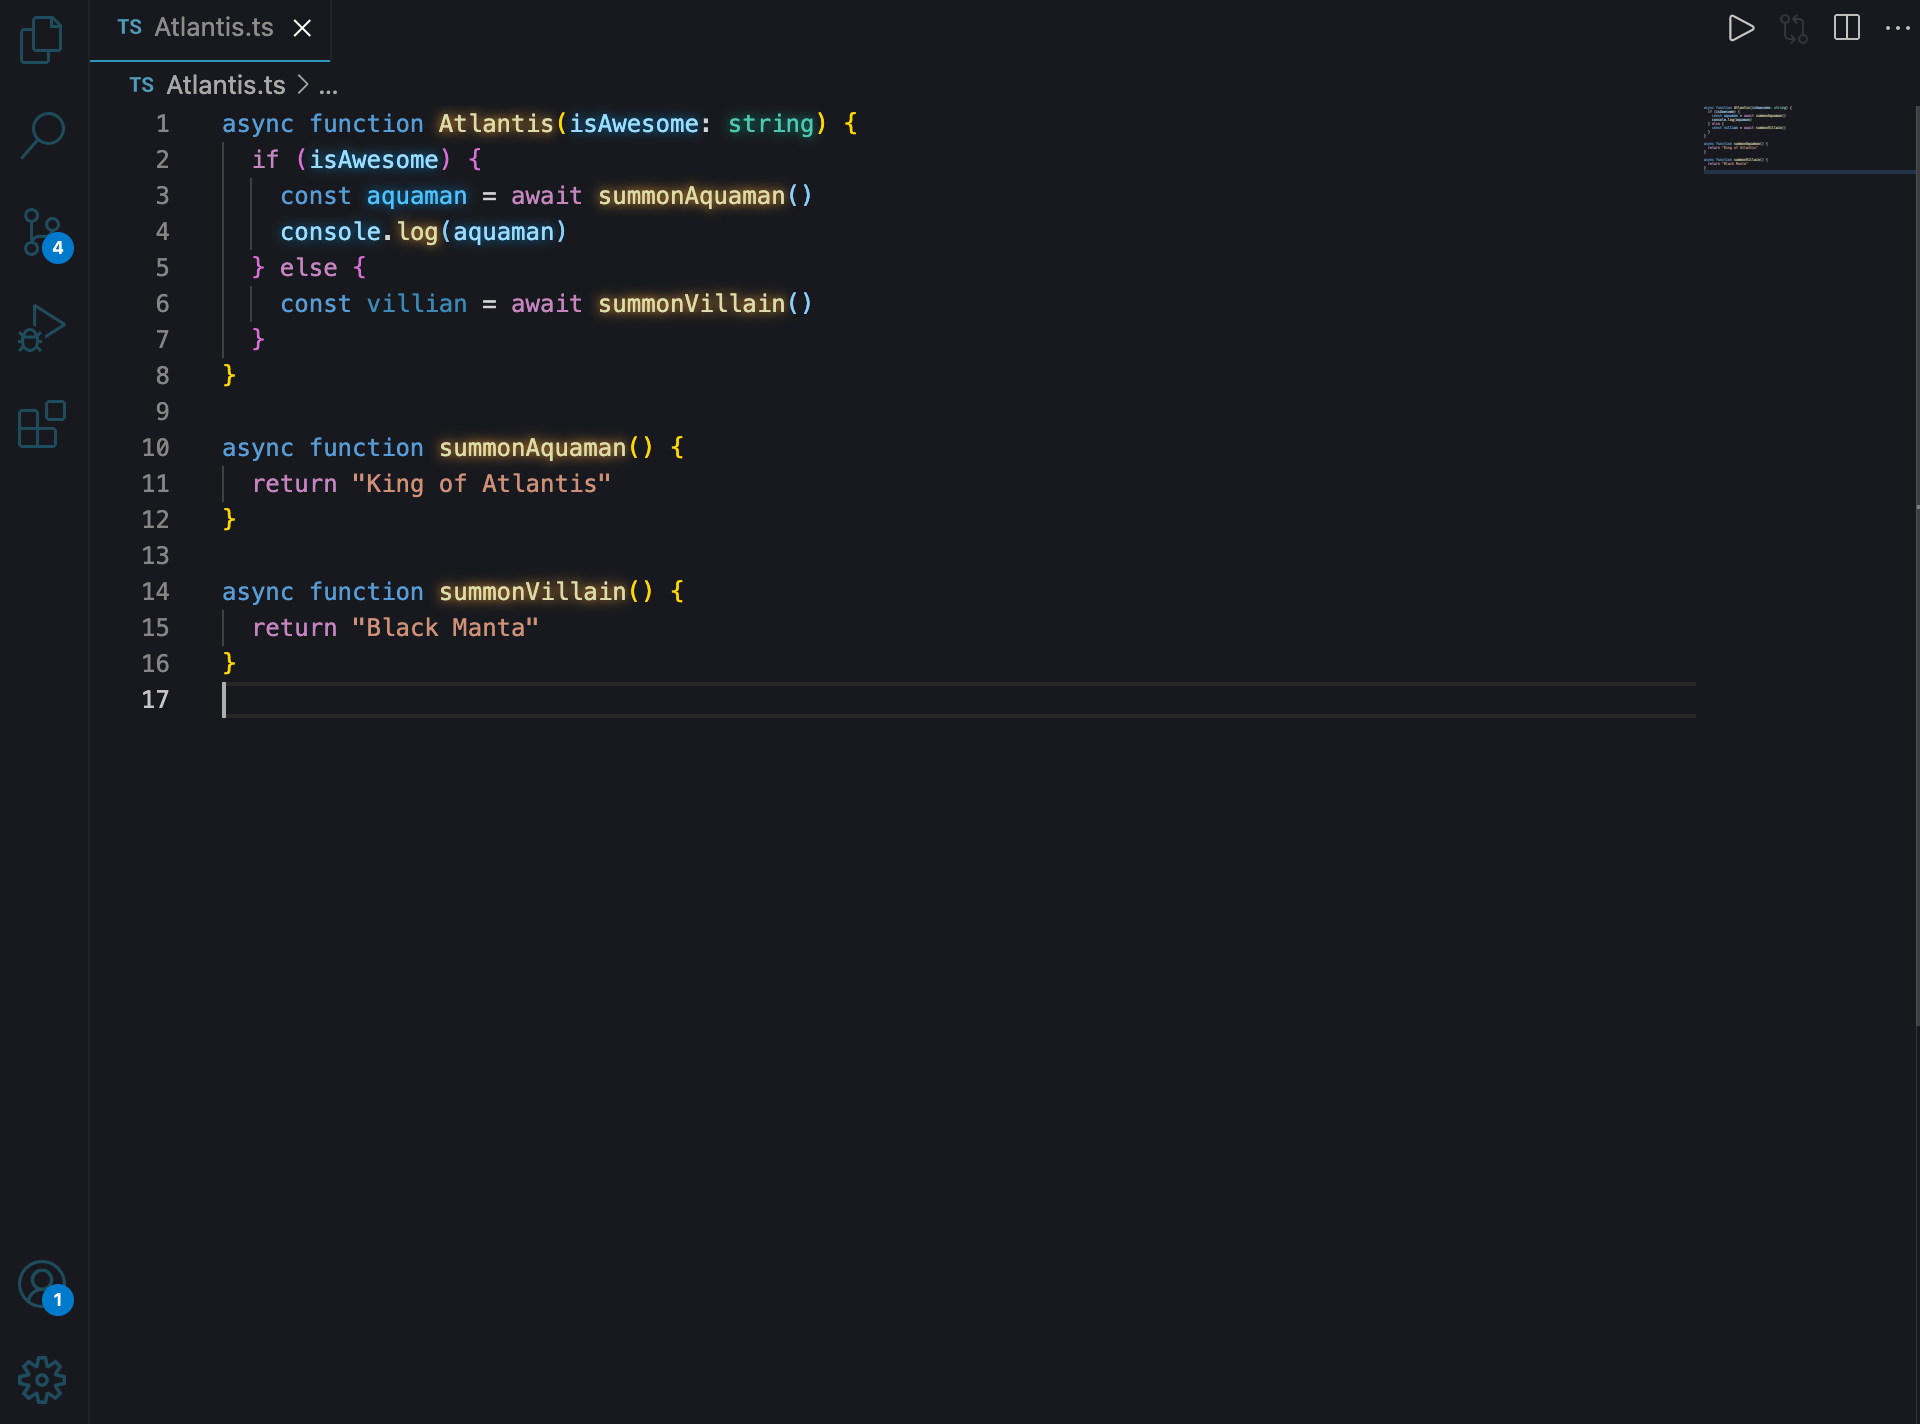 TS Atlantis.ts
TS Atlantis.ts > ...
1 async function Atlantis(isAwesome: string) {
2 if (isAwesome) {
3 const aquaman = await summonAquaman()
4 console.log(aquaman)
5 } else {
6 const villian = await summonVillain()
7 }
8 }
9
10 async function summonAquaman() {
11 return "King of Atlantis"
12 }
13
14 async function summonVillain() {
15 return "Black Manta"
16 }
17
4
1